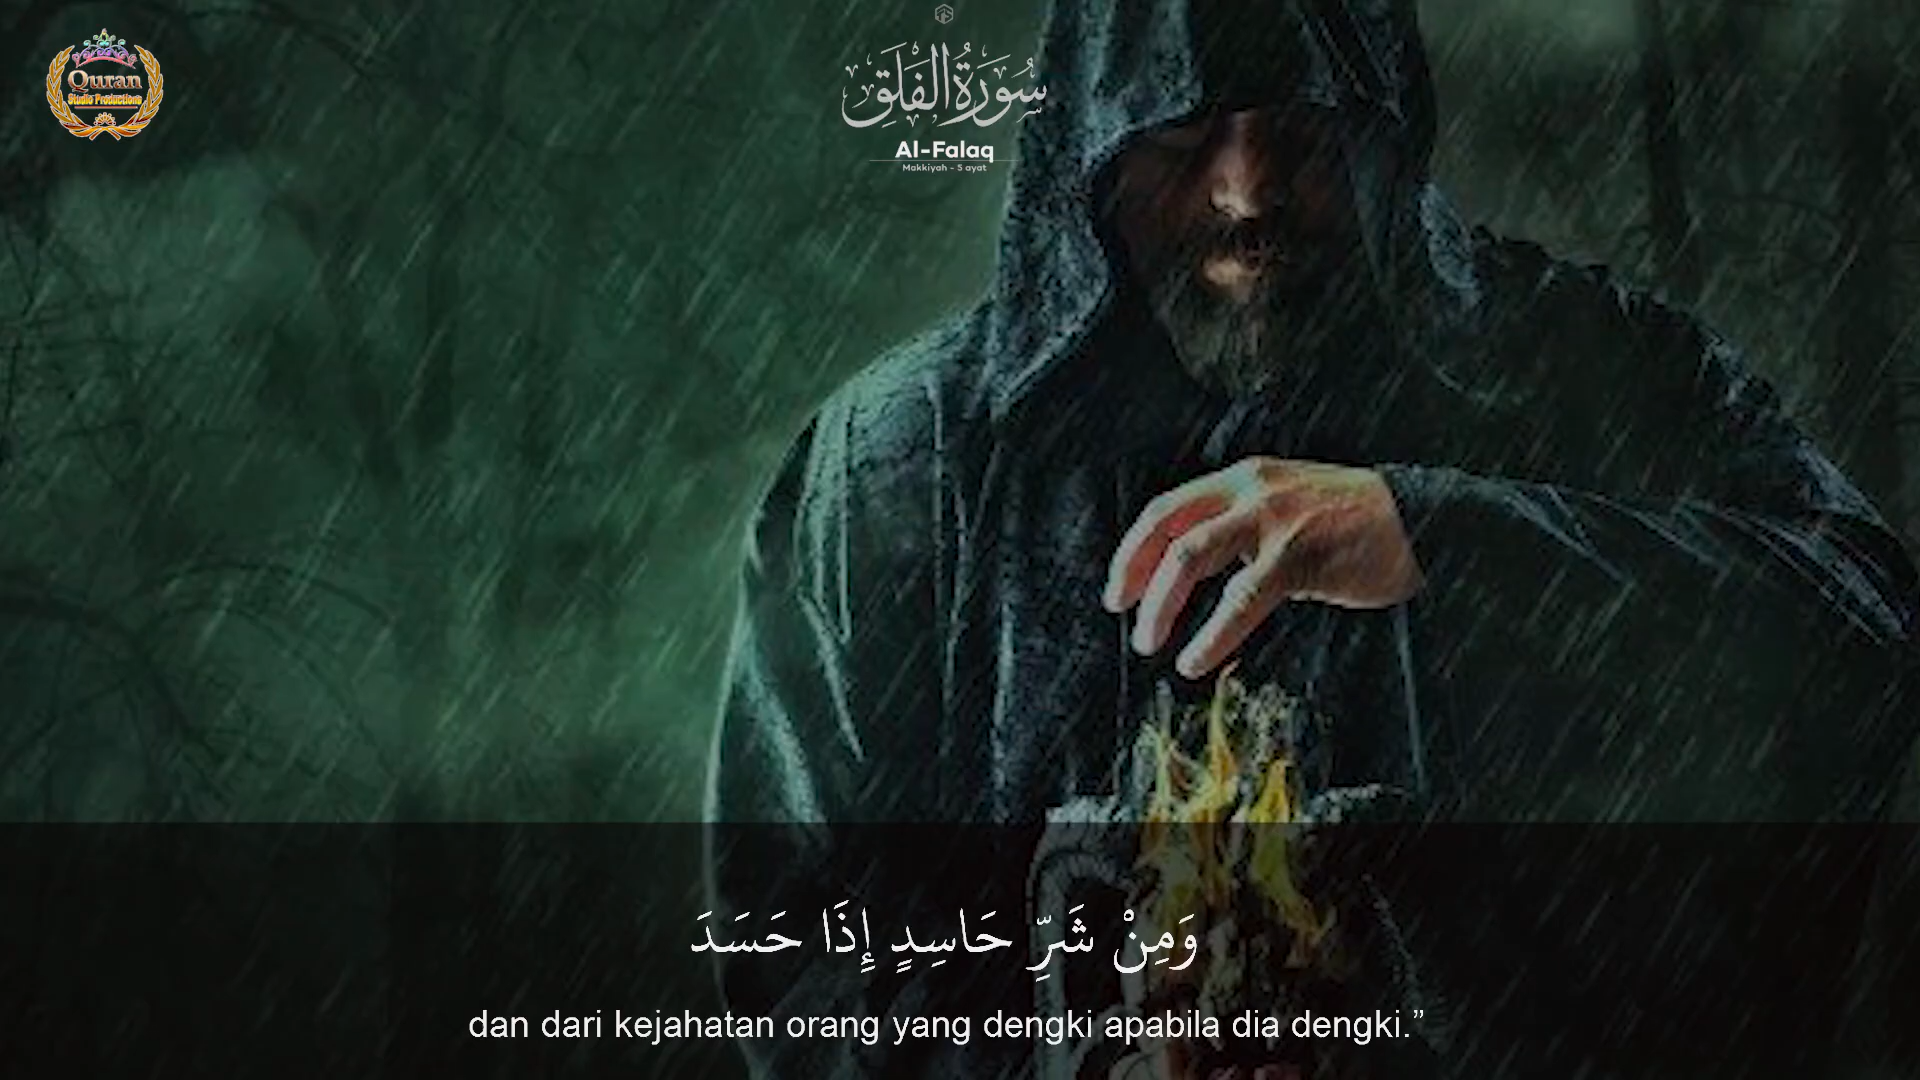 Quran
Studio Productions
سُورَةُ الفَلَقِ
Al-Falaq
Makkiyah - 5 ayat
وَمِنْ شَرِّ حَاسِدٍ إِذَا حَسَدَ
dan dari kejahatan orang yang dengki apabila dia dengki.”